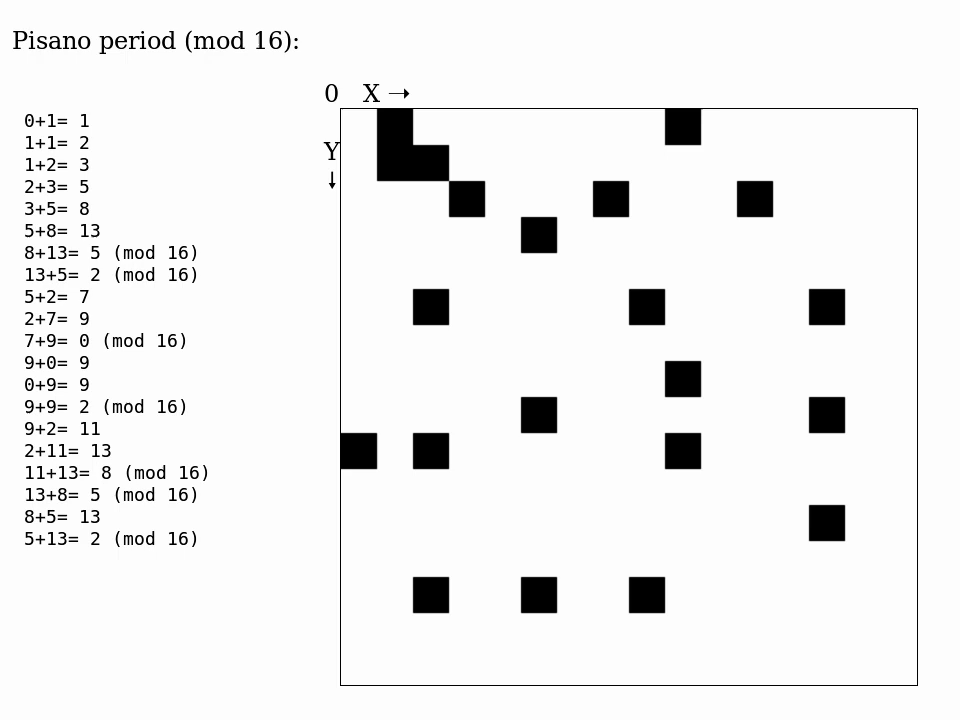 Pisano period (mod 16):
0 X →
Y
↓
0+1= 1
1+1= 2
1+2= 3
2+3= 5
3+5= 8
5+8= 13
8+13= 5 (mod 16)
13+5= 2 (mod 16)
5+2= 7
2+7= 9
7+9= 0 (mod 16)
9+0= 9
0+9= 9
9+9= 2 (mod 16)
9+2= 11
2+11= 13
11+13= 8 (mod 16)
13+8= 5 (mod 16)
8+5= 13
5+13= 2 (mod 16)